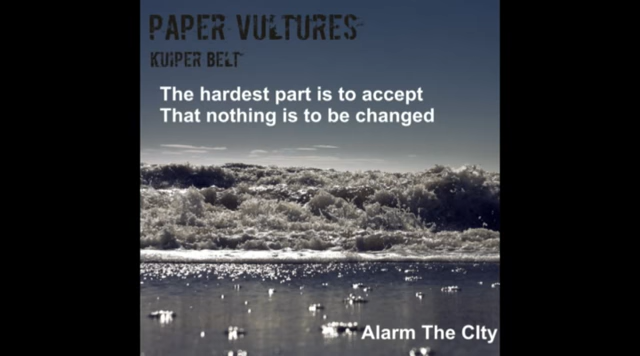 PAPER VULTURES
KUIPER BELT
The hardest part is to accept
That nothing is to be changed
Alarm The CIty